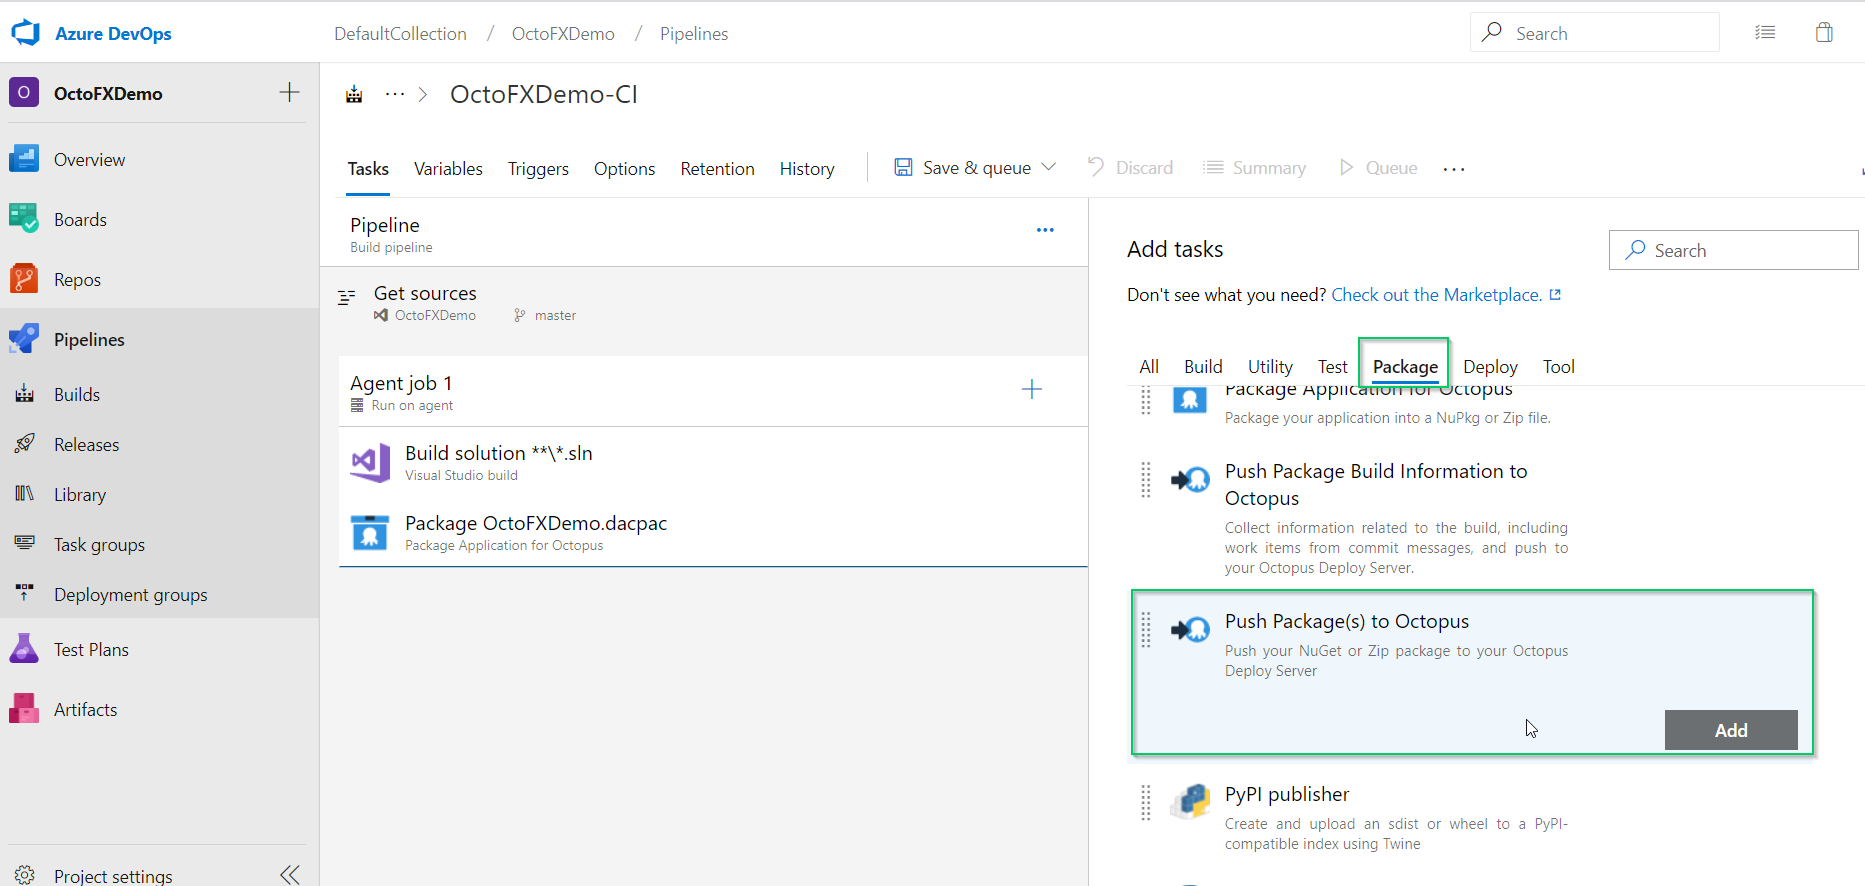 Azure DevOps
DefaultCollection / OctoFXDemo / Pipelines
Search
O OctoFXDemo
Overview
Boards
Repos
Pipelines
Builds
Releases
Library
Task groups
Deployment groups
Test Plans
Artifacts
Project settings
··· > OctoFXDemo-CI
Tasks Variables Triggers Options Retention History Save & queue Discard Summary Queue ···
Pipeline
Build pipeline
Get sources
OctoFXDemo master
Agent job 1
Run on agent
Build solution **\*.sln
Visual Studio build
Package OctoFXDemo.dacpac
Package Application for Octopus
Add tasks
Search
Don't see what you need? Check out the Marketplace.
All Build Utility Test Package Deploy Tool
Package Application for Octopus
Package your application into a NuPkg or Zip file.
Push Package Build Information to
Octopus
Collect information related to the build, including
work items from commit messages, and push to
your Octopus Deploy Server.
Push Package(s) to Octopus
Push your NuGet or Zip package to your Octopus
Deploy Server
Add
PyPI publisher
Create and upload an sdist or wheel to a PyPI-
compatible index using Twine